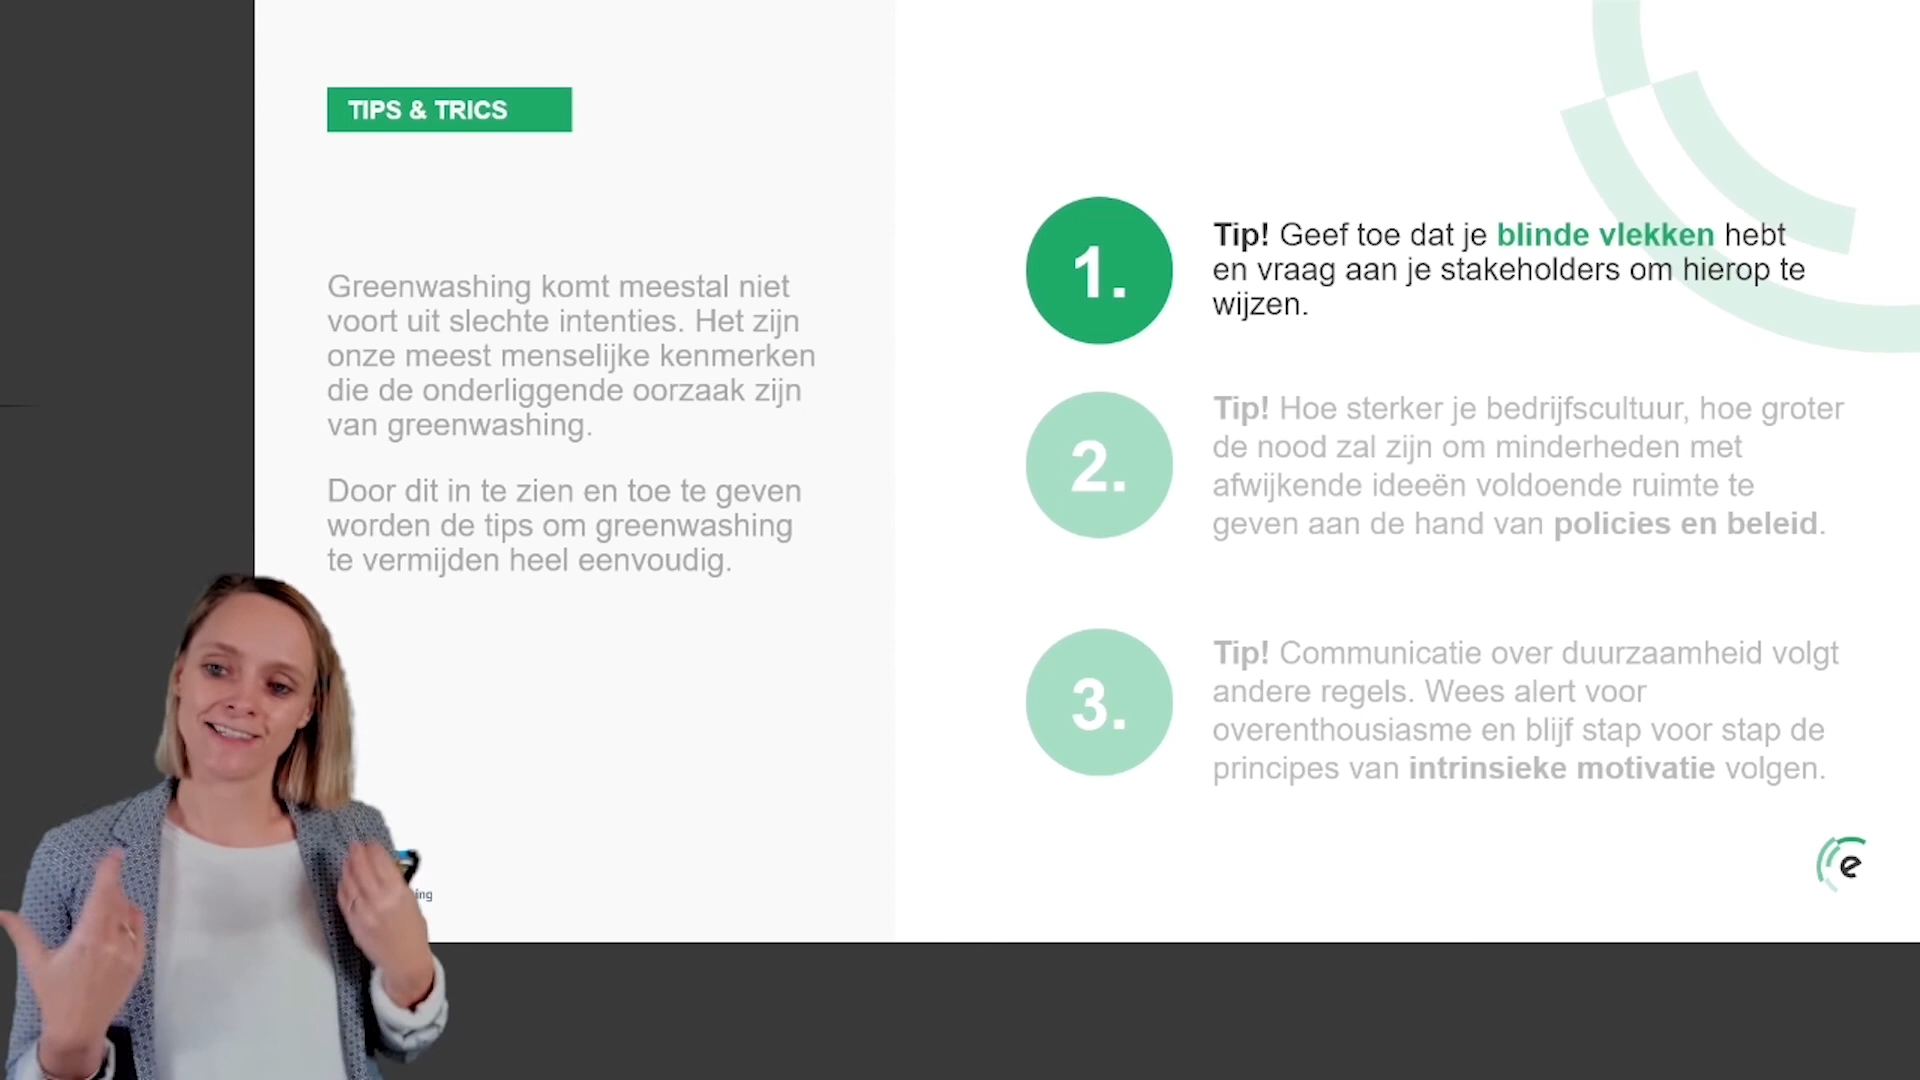 TIPS & TRICS
Greenwashing komt meestal niet
voort uit slechte intenties. Het zijn
onze meest menselijke kenmerken
die de onderliggende oorzaak zijn
van greenwashing.
Door dit in te zien en toe te geven
worden de tips om greenwashing
te vermijden heel eenvoudig.
1.
Tip! Geef toe dat je blinde vlekken hebt
en vraag aan je stakeholders om hierop te
wijzen.
2.
Tip! Hoe sterker je bedrijfscultuur, hoe groter
de nood zal zijn om minderheden met
afwijkende ideeën voldoende ruimte te
geven aan de hand van policies en beleid.
3.
Tip! Communicatie over duurzaamheid volgt
andere regels. Wees alert voor
overenthousiasme en blijf stap voor stap de
principes van intrinsieke motivatie volgen.
e